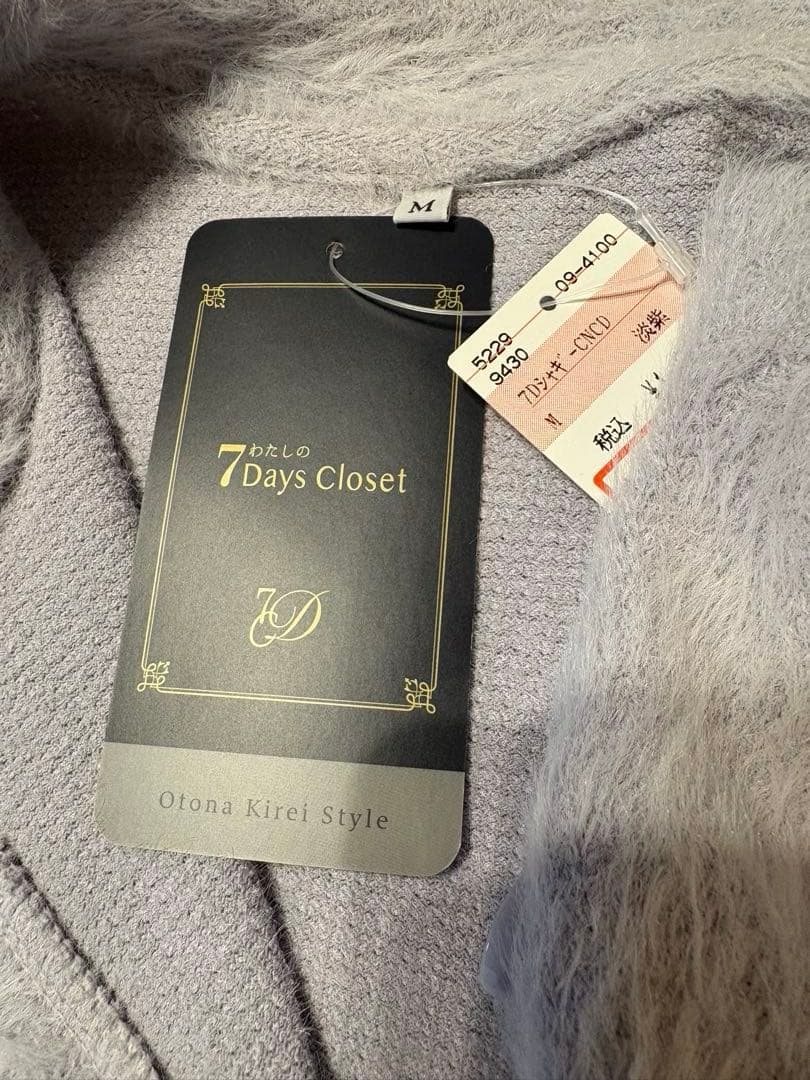 M
わたしの
7Days Closet
7D
Otona Kirei Style
09-4100
5229
9430
7Dシャギ-CNCD
M 淡紫
税込 ¥